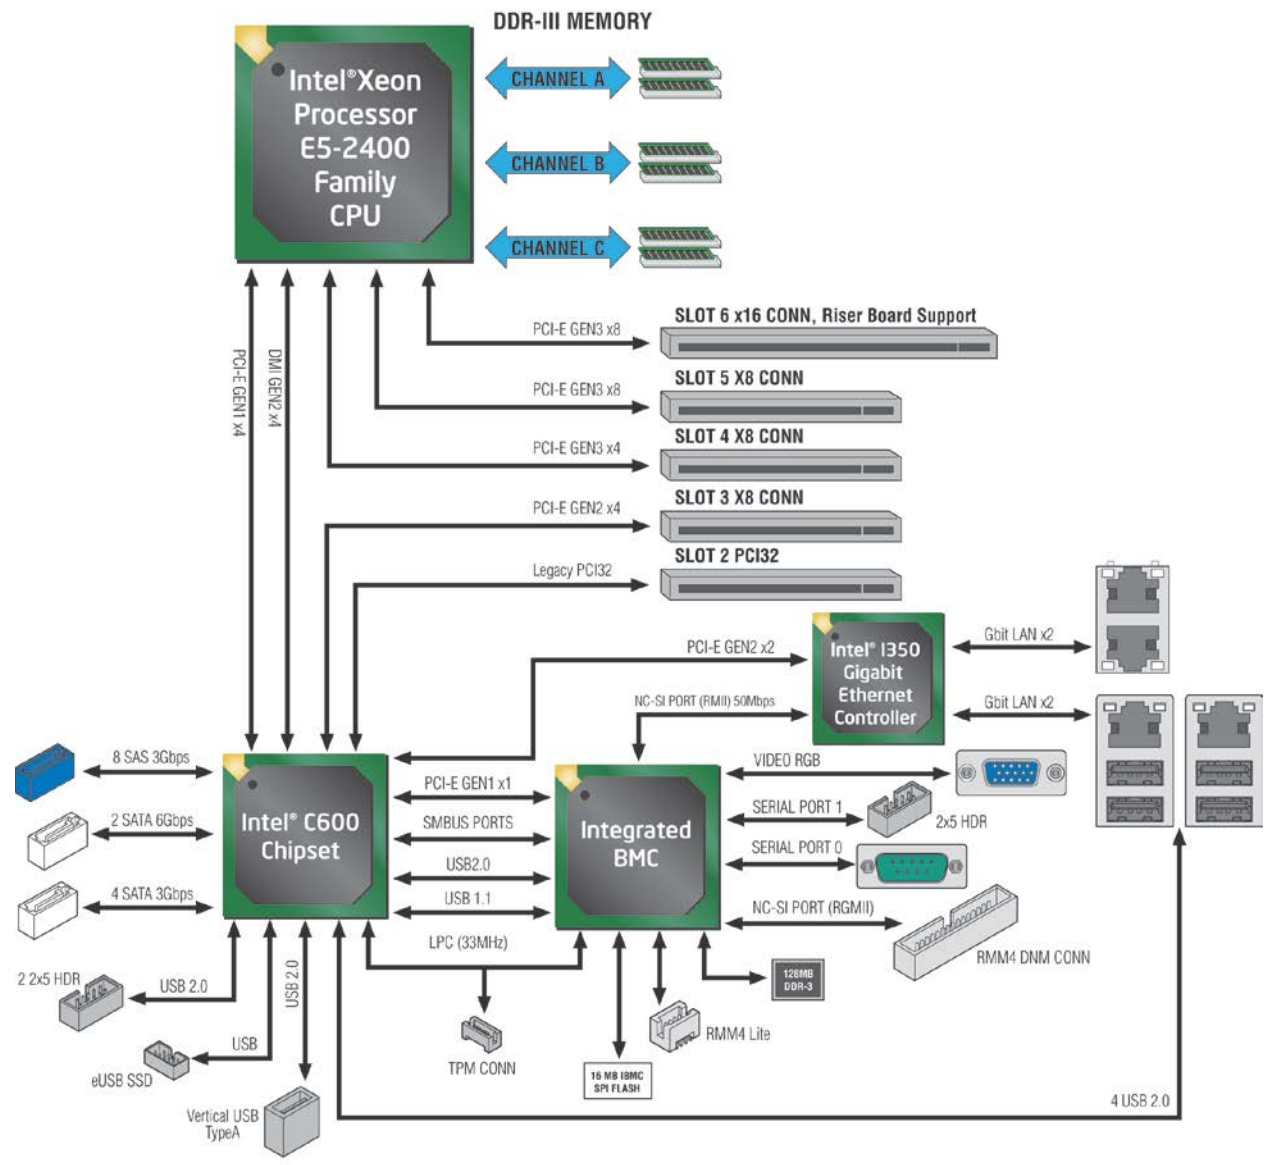 DDR-III MEMORY
Intel® Xeon
Processor
E5-2400
Family
CPU
CHANNEL A
CHANNEL B
CHANNEL C
PCI-E GEN1 x4
DMI GEN2 x4
SLOT 6 x16 CONN, Riser Board Support
PCI-E GEN3 x8
SLOT 5 X8 CONN
PCI-E GEN3 x8
SLOT 4 X8 CONN
PCI-E GEN3 x4
SLOT 3 X8 CONN
PCI-E GEN2 x4
SLOT 2 PCI32
Legacy PCI32
PCI-E GEN2 x2
Intel® I350
Gigabit
Ethernet
Controller
Gbit LAN x2
NC-SI PORT (RMII) 50Mbps
Gbit LAN x2
8 SAS 3Gbps
2 SATA 6Gbps
4 SATA 3Gbps
Intel® C600
Chipset
PCI-E GEN1 x1
SMBUS PORTS
USB2.0
USB 1.1
LPC (33MHz)
Integrated
BMC
VIDEO RGB
SERIAL PORT 1
2x5 HDR
SERIAL PORT 0
NC-SI PORT (RGMII)
RMM4 DNM CONN
128MB
DDR-3
2 2x5 HDR
USB 2.0
USB 2.0
USB
eUSB SSD
Vertical USB
TypeA
TPM CONN
RMM4 Lite
16 MB IBMC
SPI FLASH
4 USB 2.0